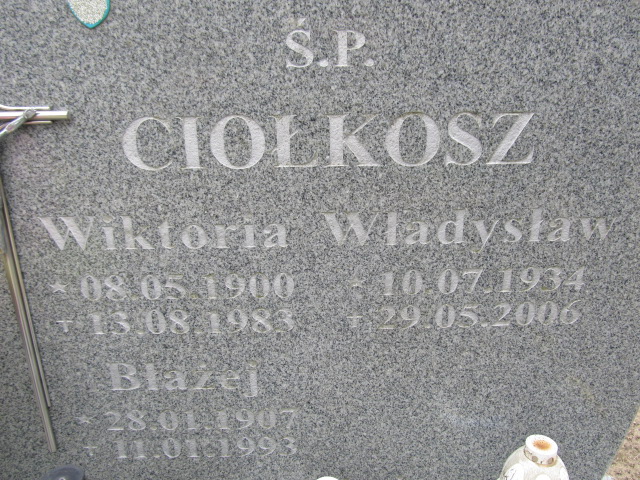 Ś.P.
CIOŁKOSZ
Wiktoria
* 08.05.1900
+ 13.08.1983
Władysław
* 10.07.1934
+ 29.05.2006
Błażej
* 28.01.1907
+ 11.01.1993